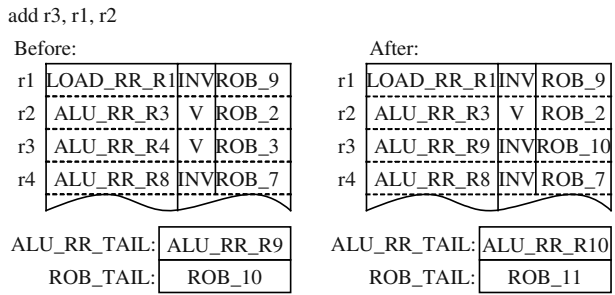 add r3, r1, r2
Before: After:
r1 LOAD_RR_R1 INV ROB_9 r1 LOAD_RR_R1 INV ROB_9
r2 ALU_RR_R3 V ROB_2 r2 ALU_RR_R3 V ROB_2
r3 ALU_RR_R4 V ROB_3 r3 ALU_RR_R9 INV ROB_10
r4 ALU_RR_R8 INV ROB_7 r4 ALU_RR_R8 INV ROB_7
ALU_RR_TAIL: ALU_RR_R9 ALU_RR_TAIL: ALU_RR_R10
ROB_TAIL: ROB_10 ROB_TAIL: ROB_11